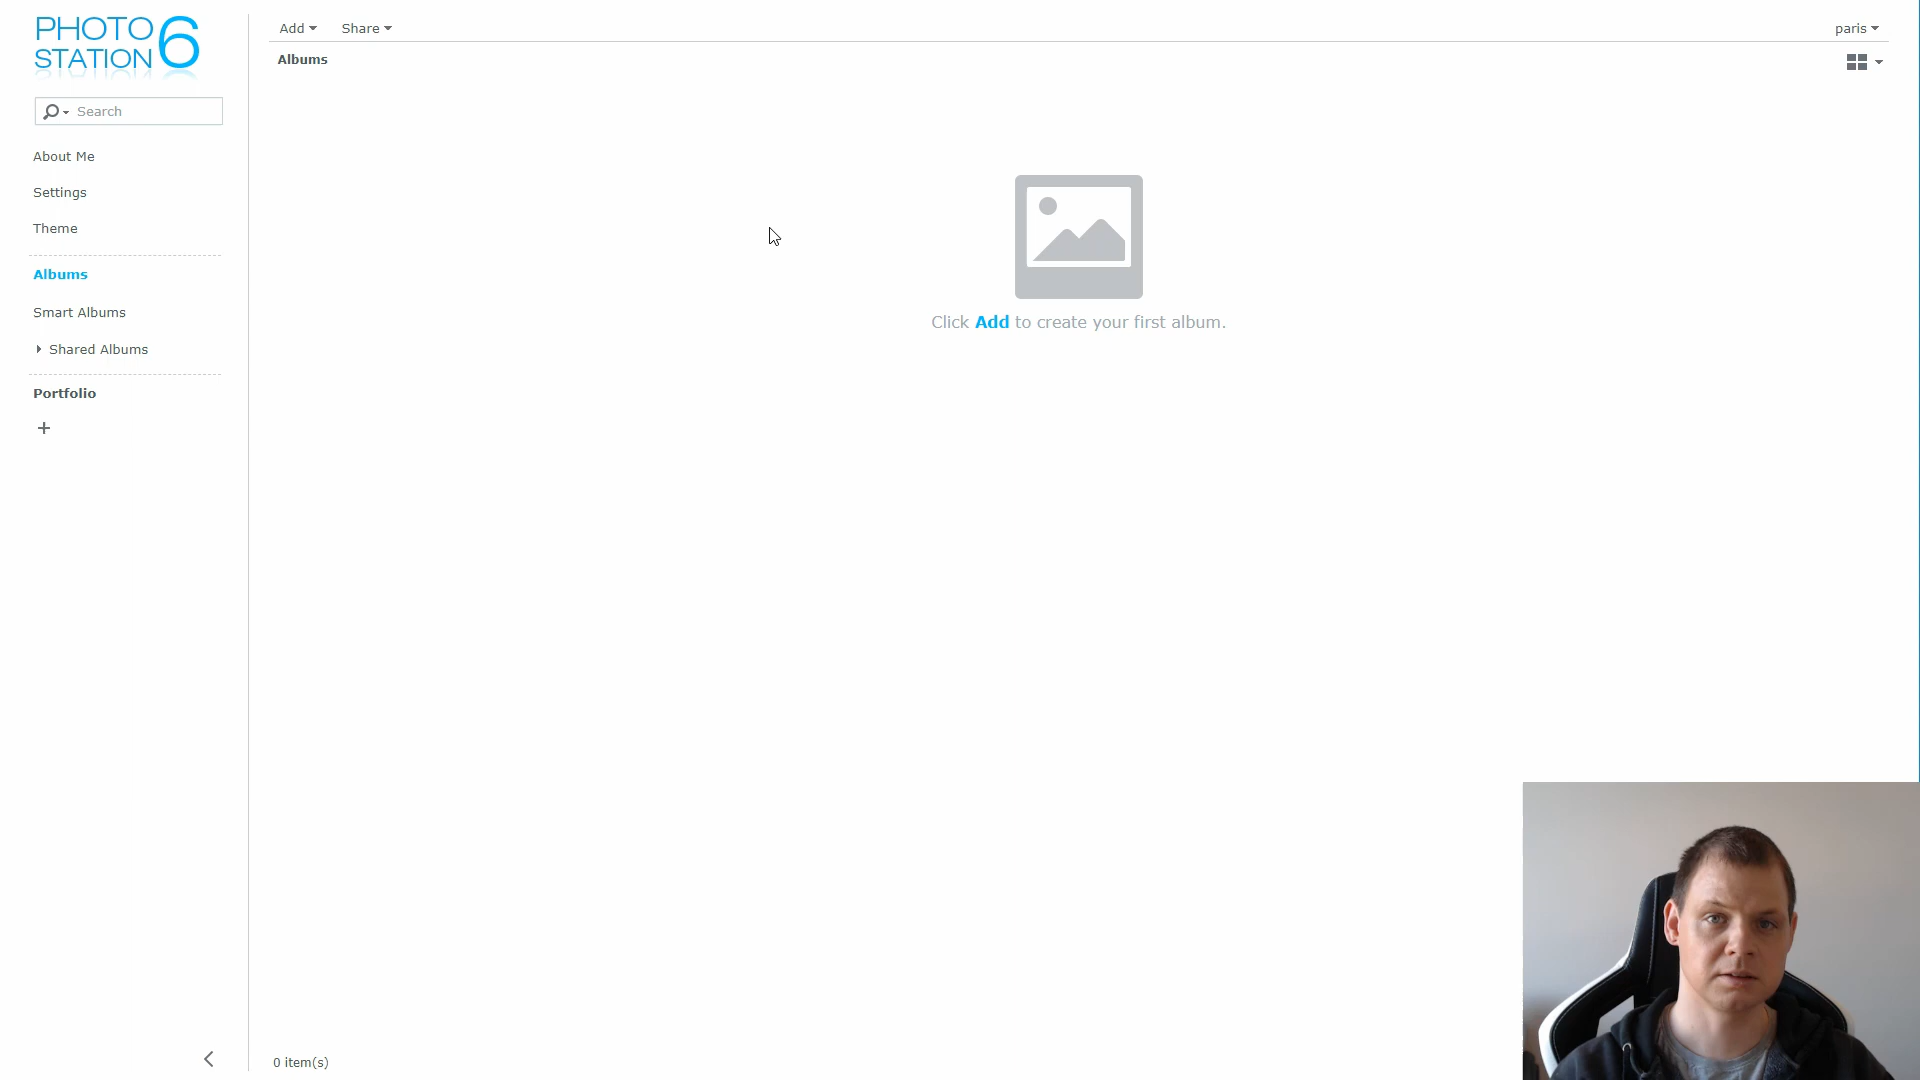 PHOTO
STATION 6
Search
About Me
Settings
Theme
Albums
Smart Albums
Shared Albums
Portfolio
+
Add
Share
paris
Albums
Click Add to create your first album.
0 item(s)